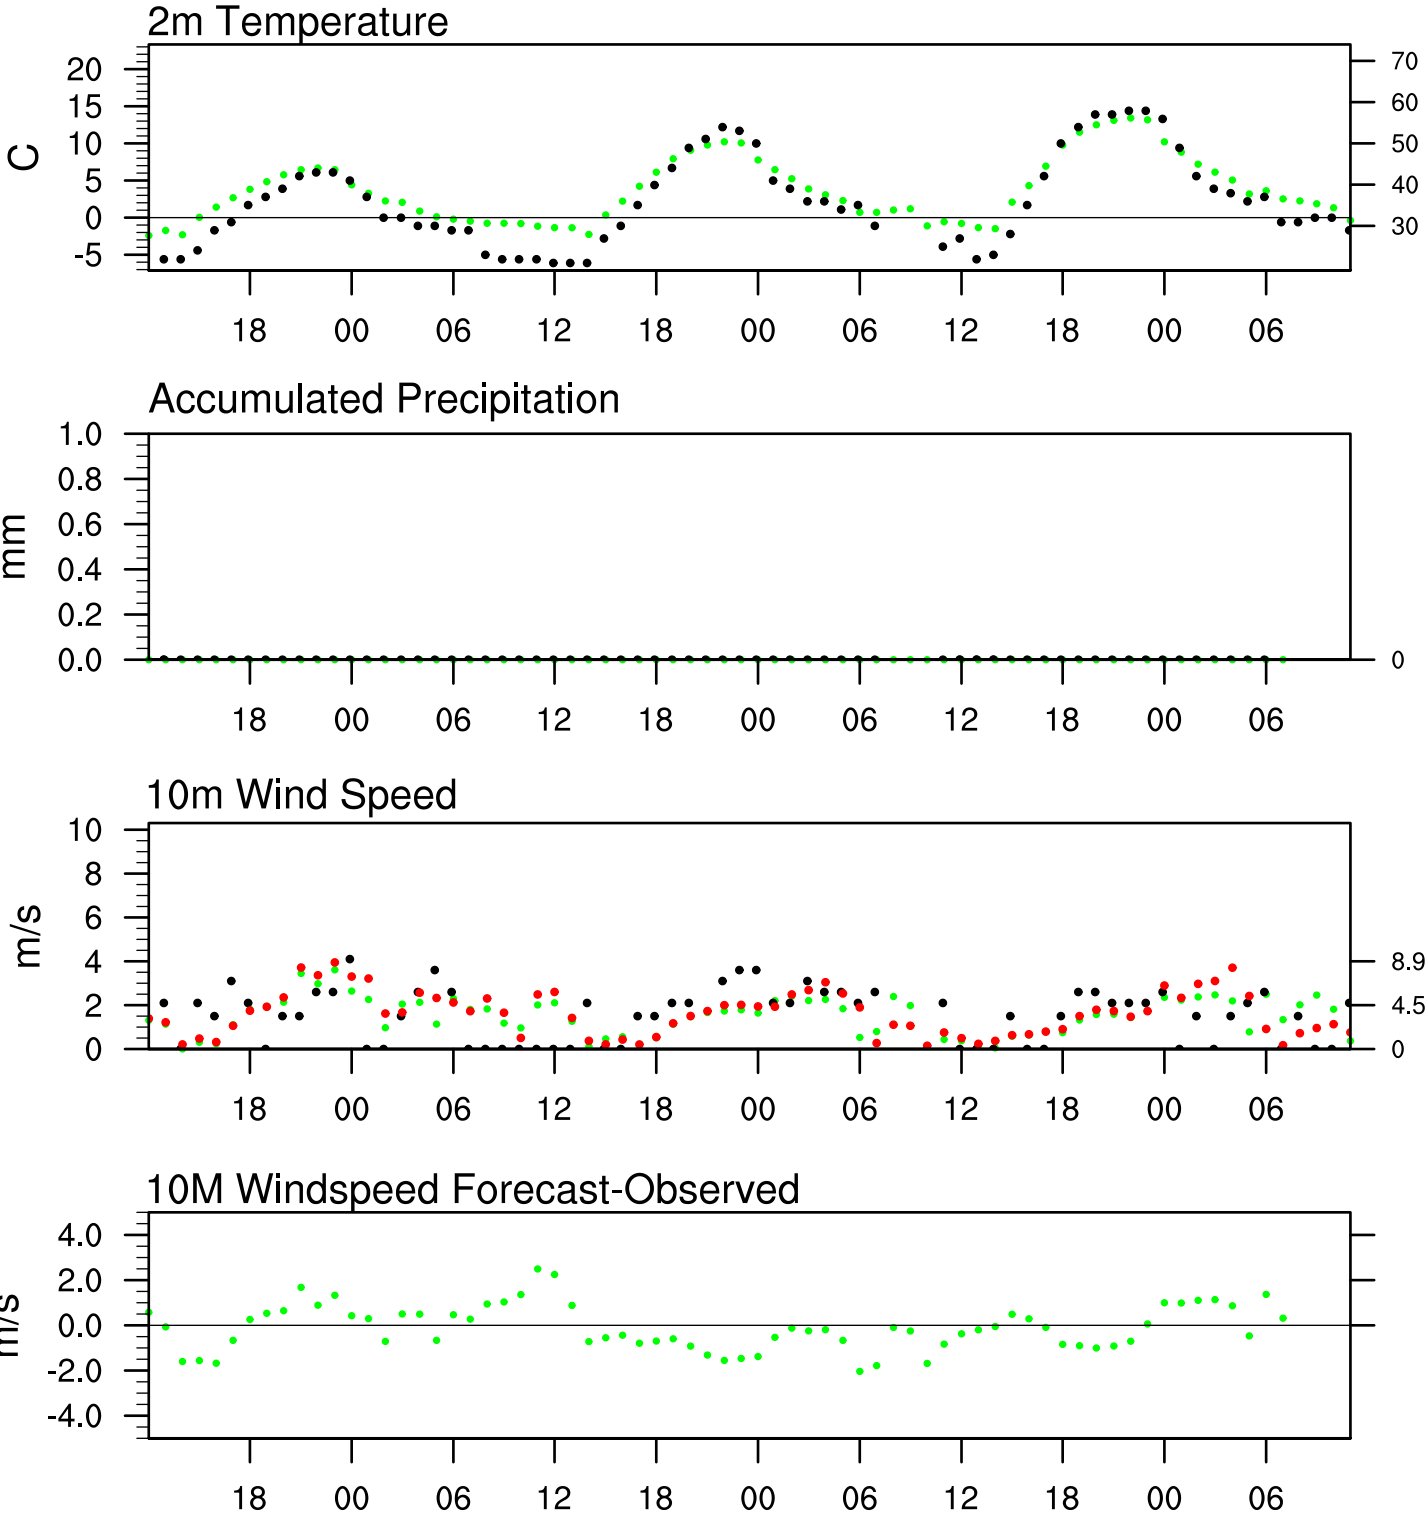 2m Temperature
20
15
10
5
0
-5
C
70
60
50
40
30
18 00 06 12 18 00 06 12 18 00 06
Accumulated Precipitation
1.0
0.8
0.6
0.4
0.2
0.0
mm
0
18 00 06 12 18 00 06 12 18 00 06
10m Wind Speed
10
8
6
4
2
0
m/s
8.9
4.5
0
18 00 06 12 18 00 06 12 18 00 06
10M Windspeed Forecast-Observed
4.0
2.0
0.0
-2.0
-4.0
m/s
18 00 06 12 18 00 06 12 18 00 06